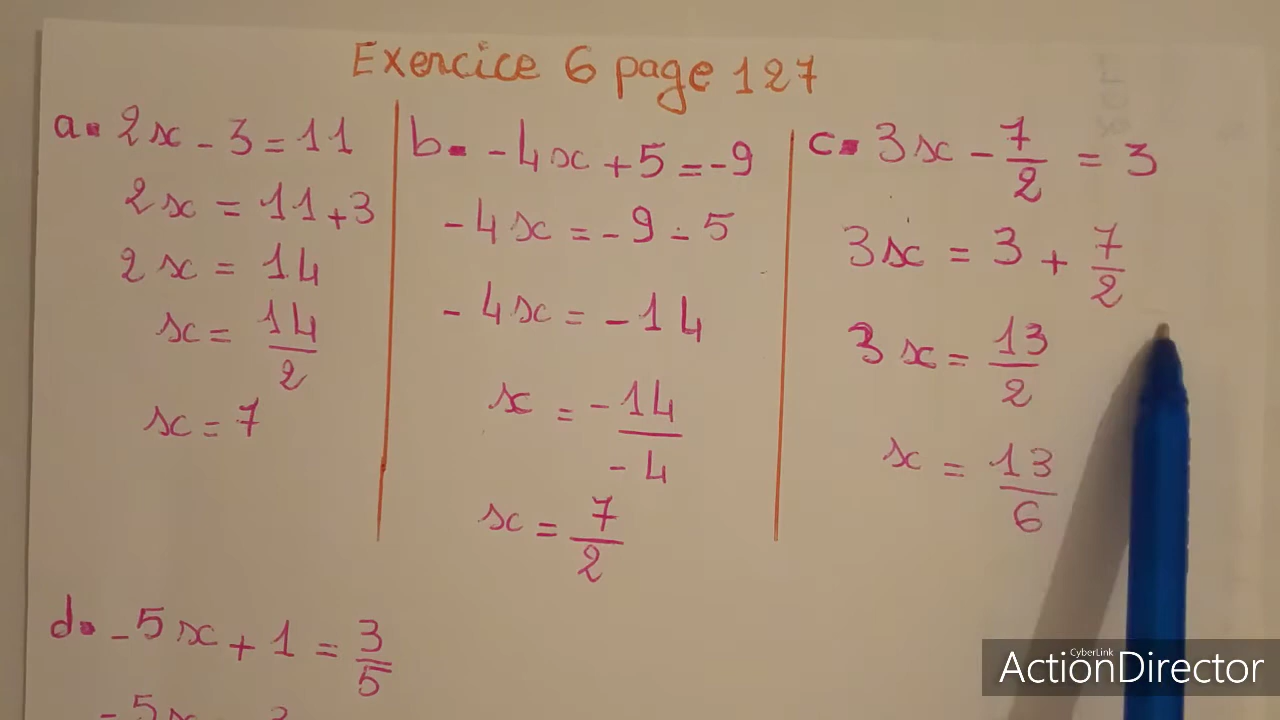 Exercice 6 page 127
a. 2x - 3 = 11
2x = 11 + 3
2x = 14
x = 14/2
x = 7
b. -4x + 5 = -9
-4x = -9 - 5
-4x = -14
x = -14/-4
x = 7/2
c. 3x - 7/2 = 3
3x = 3 + 7/2
3x = 13/2
x = 13/6
d. -5x + 1 = 3/5
CyberLink
ActionDirector